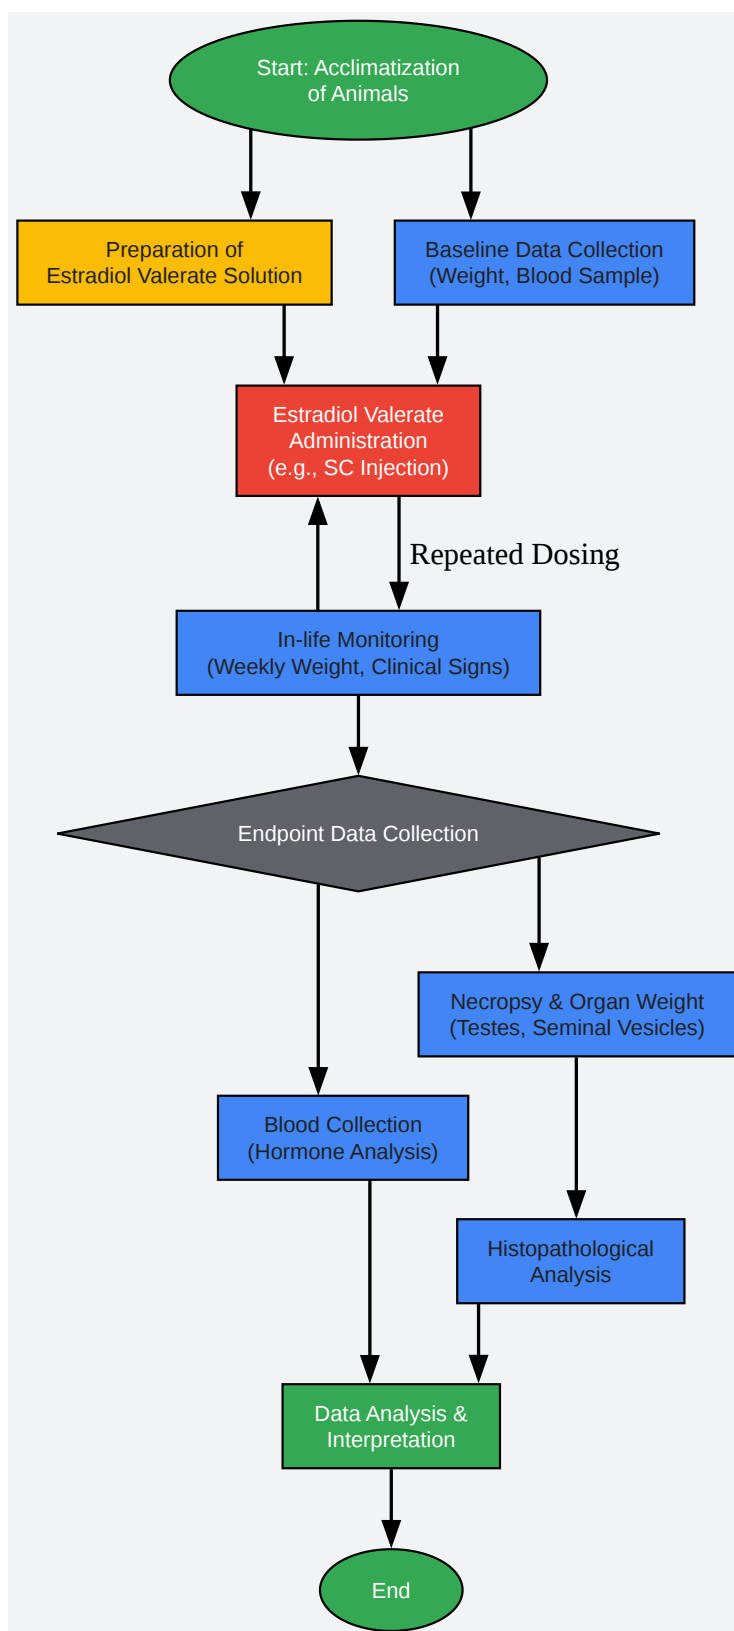 Start: Acclimatization
of Animals
Preparation of
Estradiol Valerate Solution
Baseline Data Collection
(Weight, Blood Sample)
Estradiol Valerate
Administration
(e.g., SC Injection)
Repeated Dosing
In-life Monitoring
(Weekly Weight, Clinical Signs)
Endpoint Data Collection
Necropsy & Organ Weight
(Testes, Seminal Vesicles)
Blood Collection
(Hormone Analysis)
Histopathological
Analysis
Data Analysis &
Interpretation
End